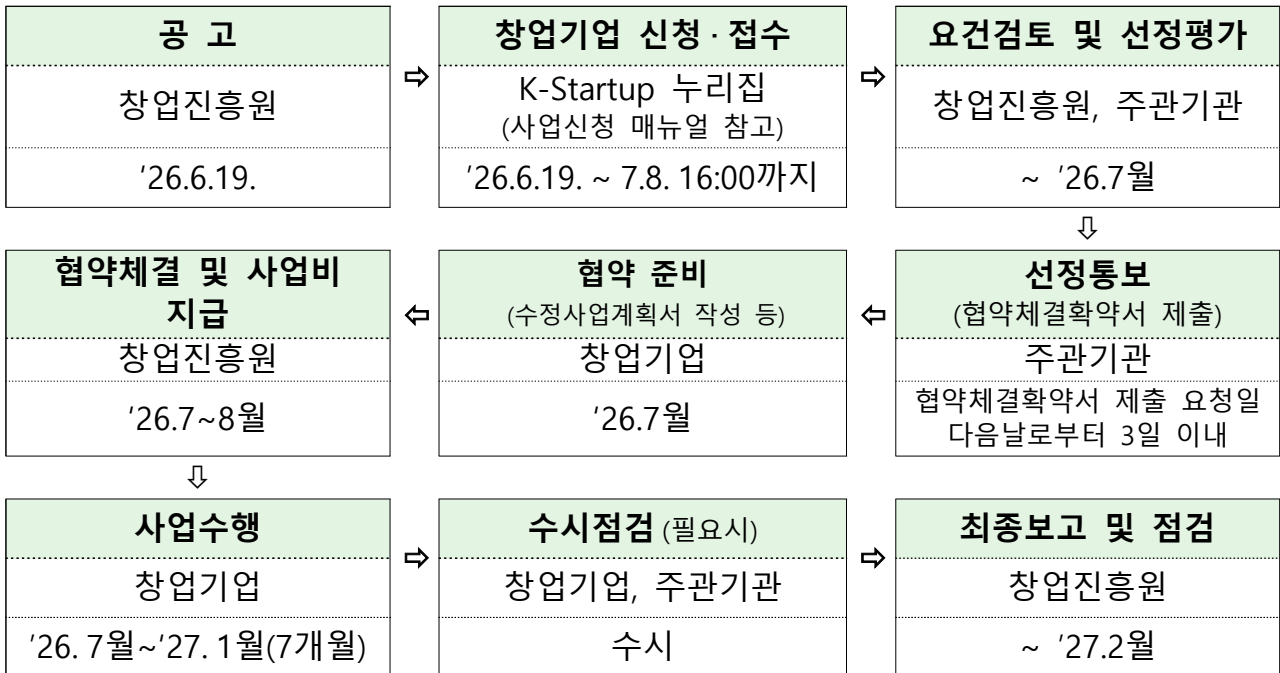 공 고
창업진흥원
'26.6.19.
⇨
창업기업 신청·접수
K-Startup 누리집
(사업신청 매뉴얼 참고)
'26.6.19. ~ 7.8. 16:00까지
⇨
요건검토 및 선정평가
창업진흥원, 주관기관
~ '26.7월
⇩
선정통보
(협약체결확약서 제출)
주관기관
협약체결확약서 제출 요청일
다음날로부터 3일 이내
⇦
협약 준비
(수정사업계획서 작성 등)
창업기업
'26.7월
⇦
협약체결 및 사업비
지급
창업진흥원
'26.7~8월
⇩
사업수행
창업기업
'26. 7월~'27. 1월(7개월)
⇨
수시점검 (필요시)
창업기업, 주관기관
수시
⇨
최종보고 및 점검
창업진흥원
~ '27.2월